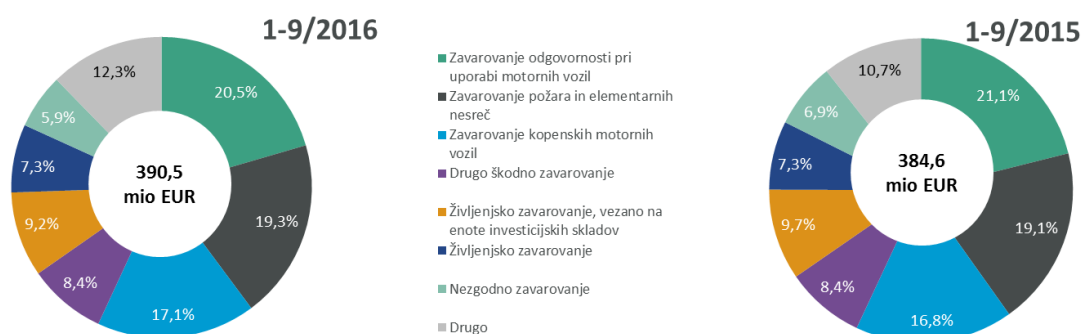 1-9/2016
12,3%
20,5%
5,9%
7,3%
390,5
mio EUR
9,2%
19,3%
8,4%
17,1%
Zavarovanje odgovornosti pri
uporabi motornih vozil
Zavarovanje požara in elementarnih
nesreč
Zavarovanje kopenskih motornih
vozil
Drugo škodno zavarovanje
Življenjsko zavarovanje, vezano na
enote investicijskih skladov
Življenjsko zavarovanje
Nezgodno zavarovanje
Drugo
1-9/2015
10,7%
21,1%
6,9%
7,3%
384,6
mio EUR
9,7%
19,1%
8,4%
16,8%